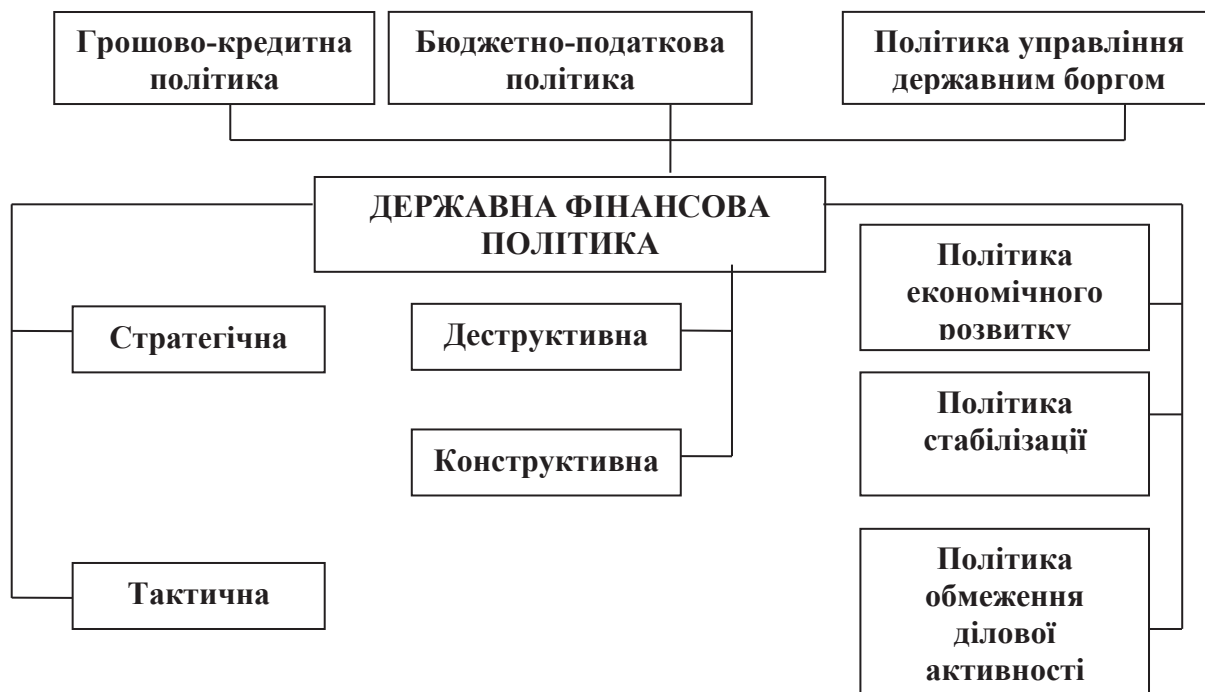 Грошово-кредитна
політика
Бюджетно-податкова
політика
Політика управління
державним боргом
ДЕРЖАВНА ФІНАНСОВА
ПОЛІТИКА
Стратегічна
Тактична
Деструктивна
Конструктивна
Політика
економічного
розвитку
Політика
стабілізації
Політика
обмеження
ділової
активності